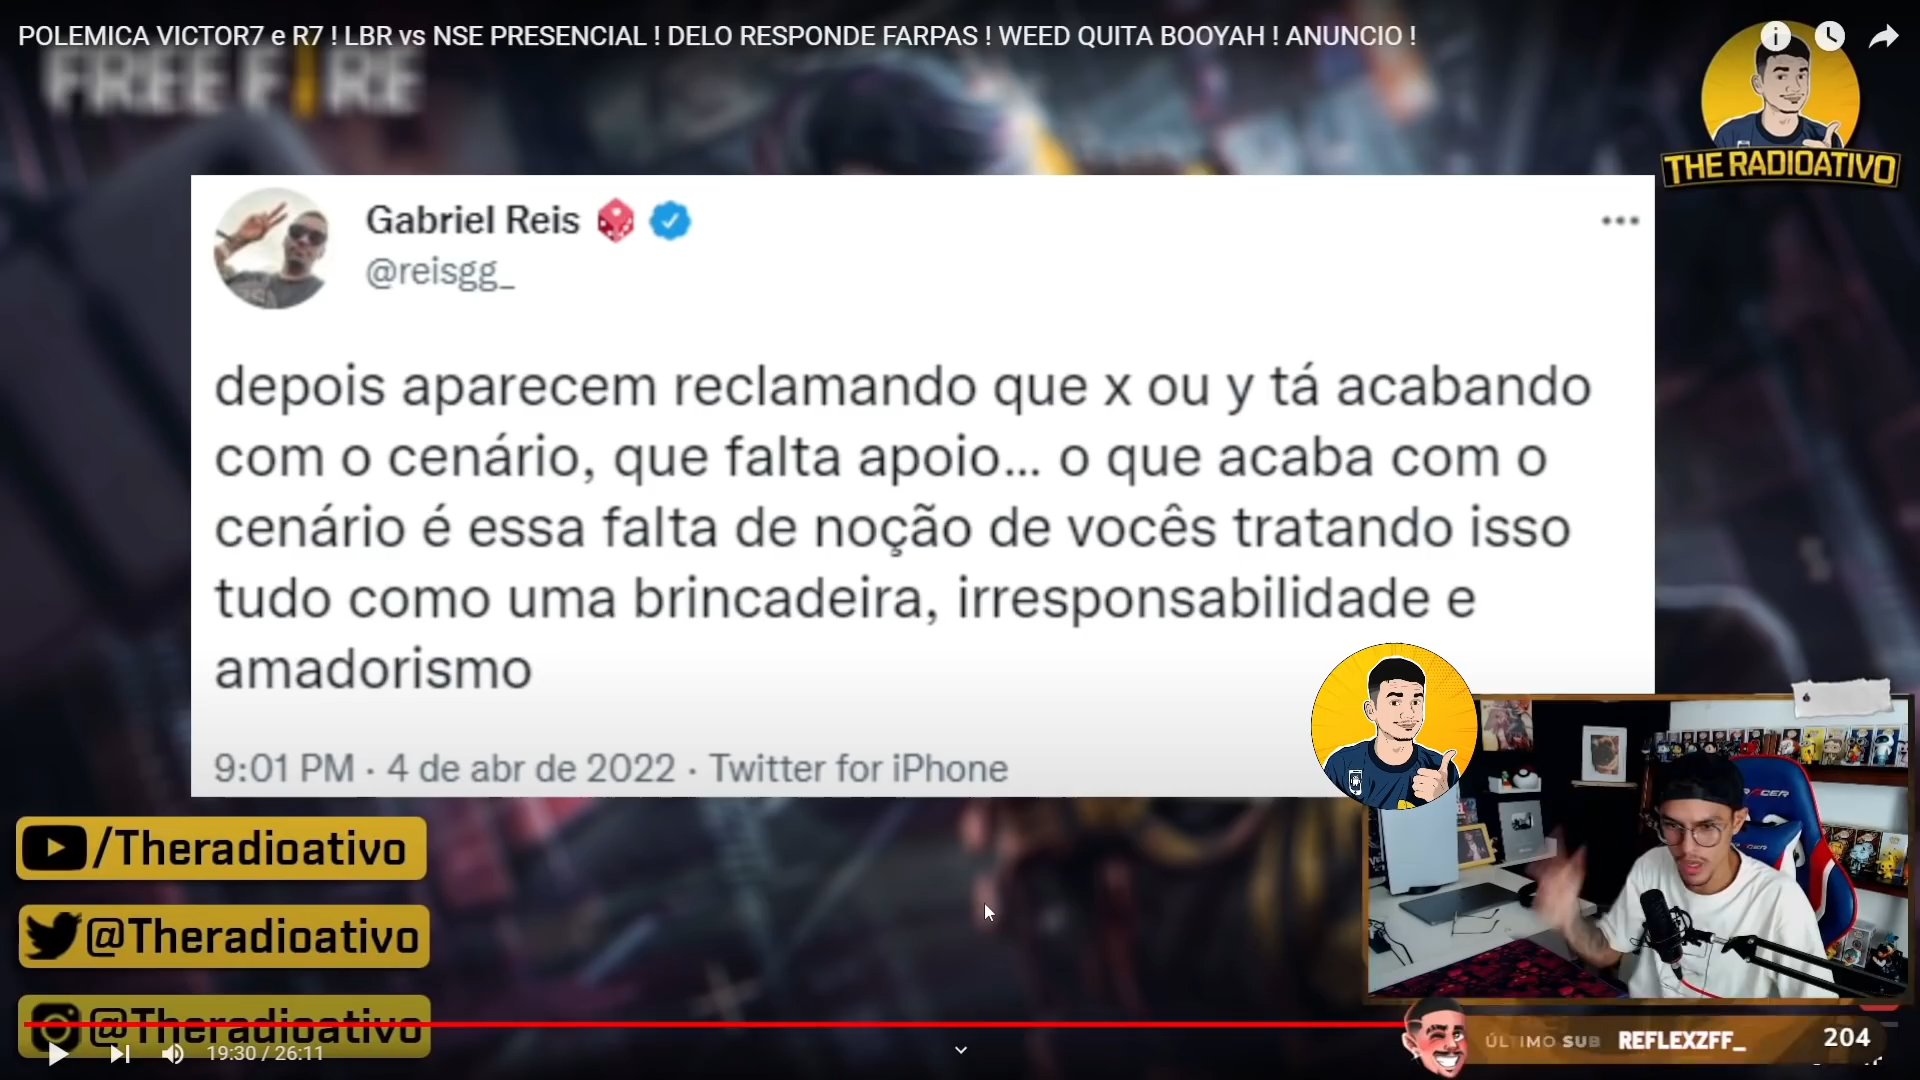 POLEMICA VICTOR7 e R7 ! LBR vs NSE PRESENCIAL ! DELO RESPONDE FARPAS ! WEED QUITA BOOYAH ! ANUNCIO !
FREE FIRE
THE RADIOATIVO
Gabriel Reis
@reisgg_
depois aparecem reclamando que x ou y tá acabando
com o cenário, que falta apoio... o que acaba com o
cenário é essa falta de noção de vocês tratando isso
tudo como uma brincadeira, irresponsabilidade e
amadorismo
9:01 PM · 4 de abr de 2022 · Twitter for iPhone
/Theradioativo
@Theradioativo
@Theradioativo
19:30 / 26:11
ÚLTIMO SUB REFLEXZFF_ 204